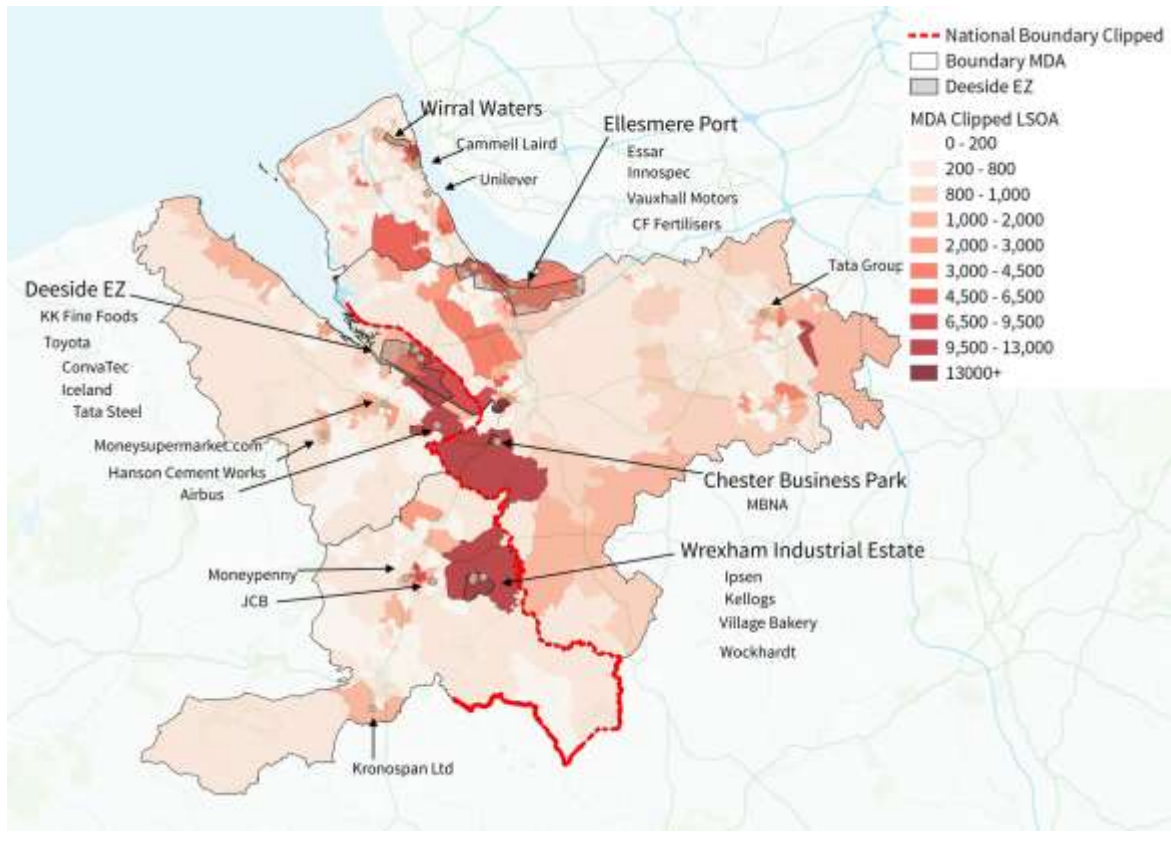 National Boundary Clipped
Boundary MDA
Deeside EZ
MDA Clipped LSOA
0 - 200
200 - 800
800 - 1,000
1,000 - 2,000
2,000 - 3,000
3,000 - 4,500
4,500 - 6,500
6,500 - 9,500
9,500 - 13,000
13000+
Wirral Waters
Cammell Laird
Unilever
Ellesmere Port
Essar
Innospec
Vauxhall Motors
CF Fertilisers
Tata Group
Deeside EZ
KK Fine Foods
Toyota
ConvaTec
Iceland
Tata Steel
Moneysupermarket.com
Hanson Cement Works
Airbus
Chester Business Park
MBNA
Wrexham Industrial Estate
Ipsen
Kellogs
Village Bakery
Wockhardt
Moneypenny
JCB
Kronospan Ltd